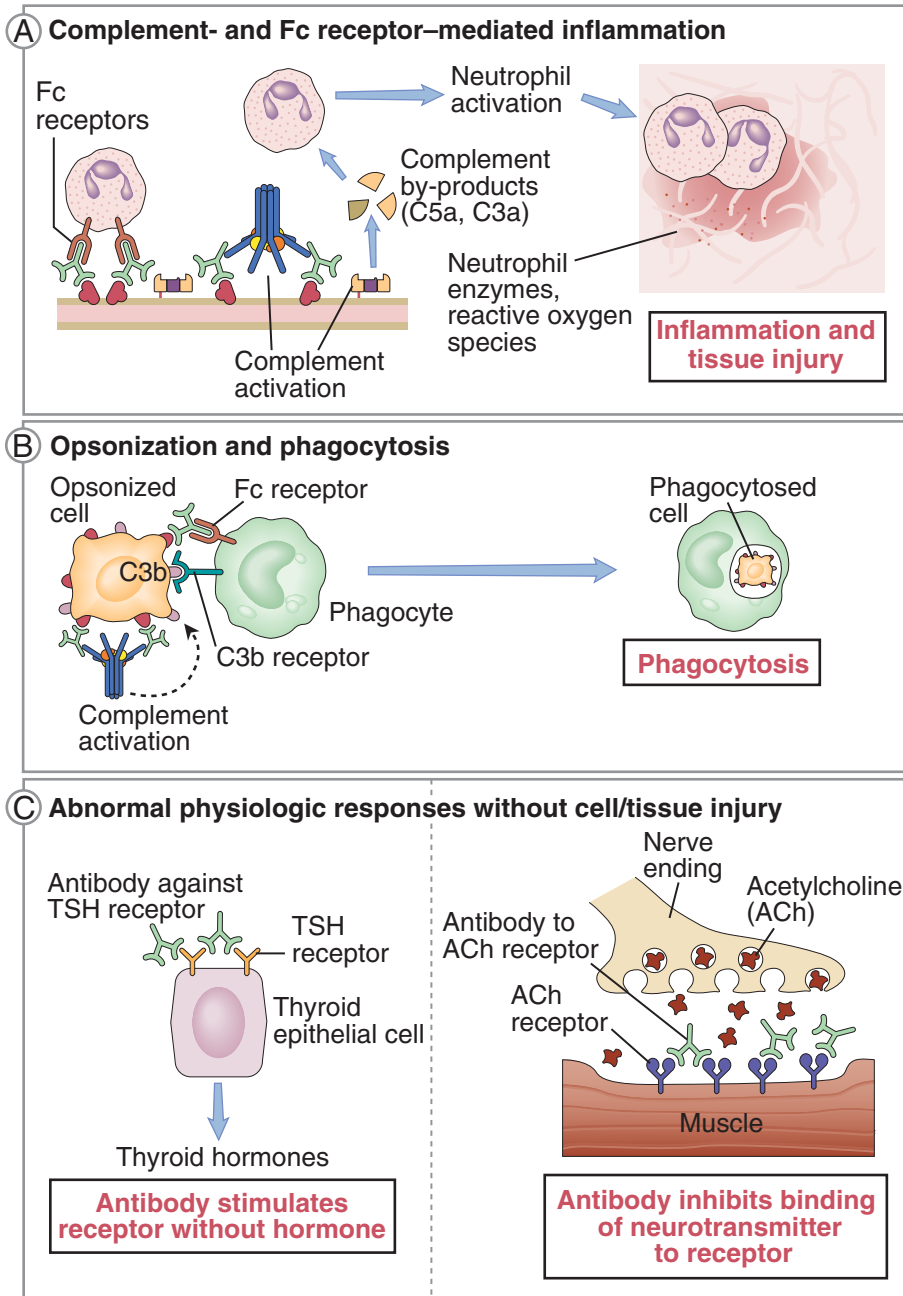 A Complement- and Fc receptor–mediated inflammation
Fc
receptors
Neutrophil
activation
Complement
by-products
(C5a, C3a)
Neutrophil
enzymes,
reactive oxygen
species
Complement
activation
Inflammation and
tissue injury
B Opsonization and phagocytosis
Opsonized
cell
Fc receptor
C3b
Phagocyte
C3b receptor
Complement
activation
Phagocytosed
cell
Phagocytosis
C Abnormal physiologic responses without cell/tissue injury
Antibody against
TSH receptor
TSH
receptor
Thyroid
epithelial cell
Thyroid hormones
Antibody stimulates
receptor without hormone
Nerve
ending
Acetylcholine
(ACh)
Antibody to
ACh receptor
ACh
receptor
Muscle
Antibody inhibits binding
of neurotransmitter
to receptor